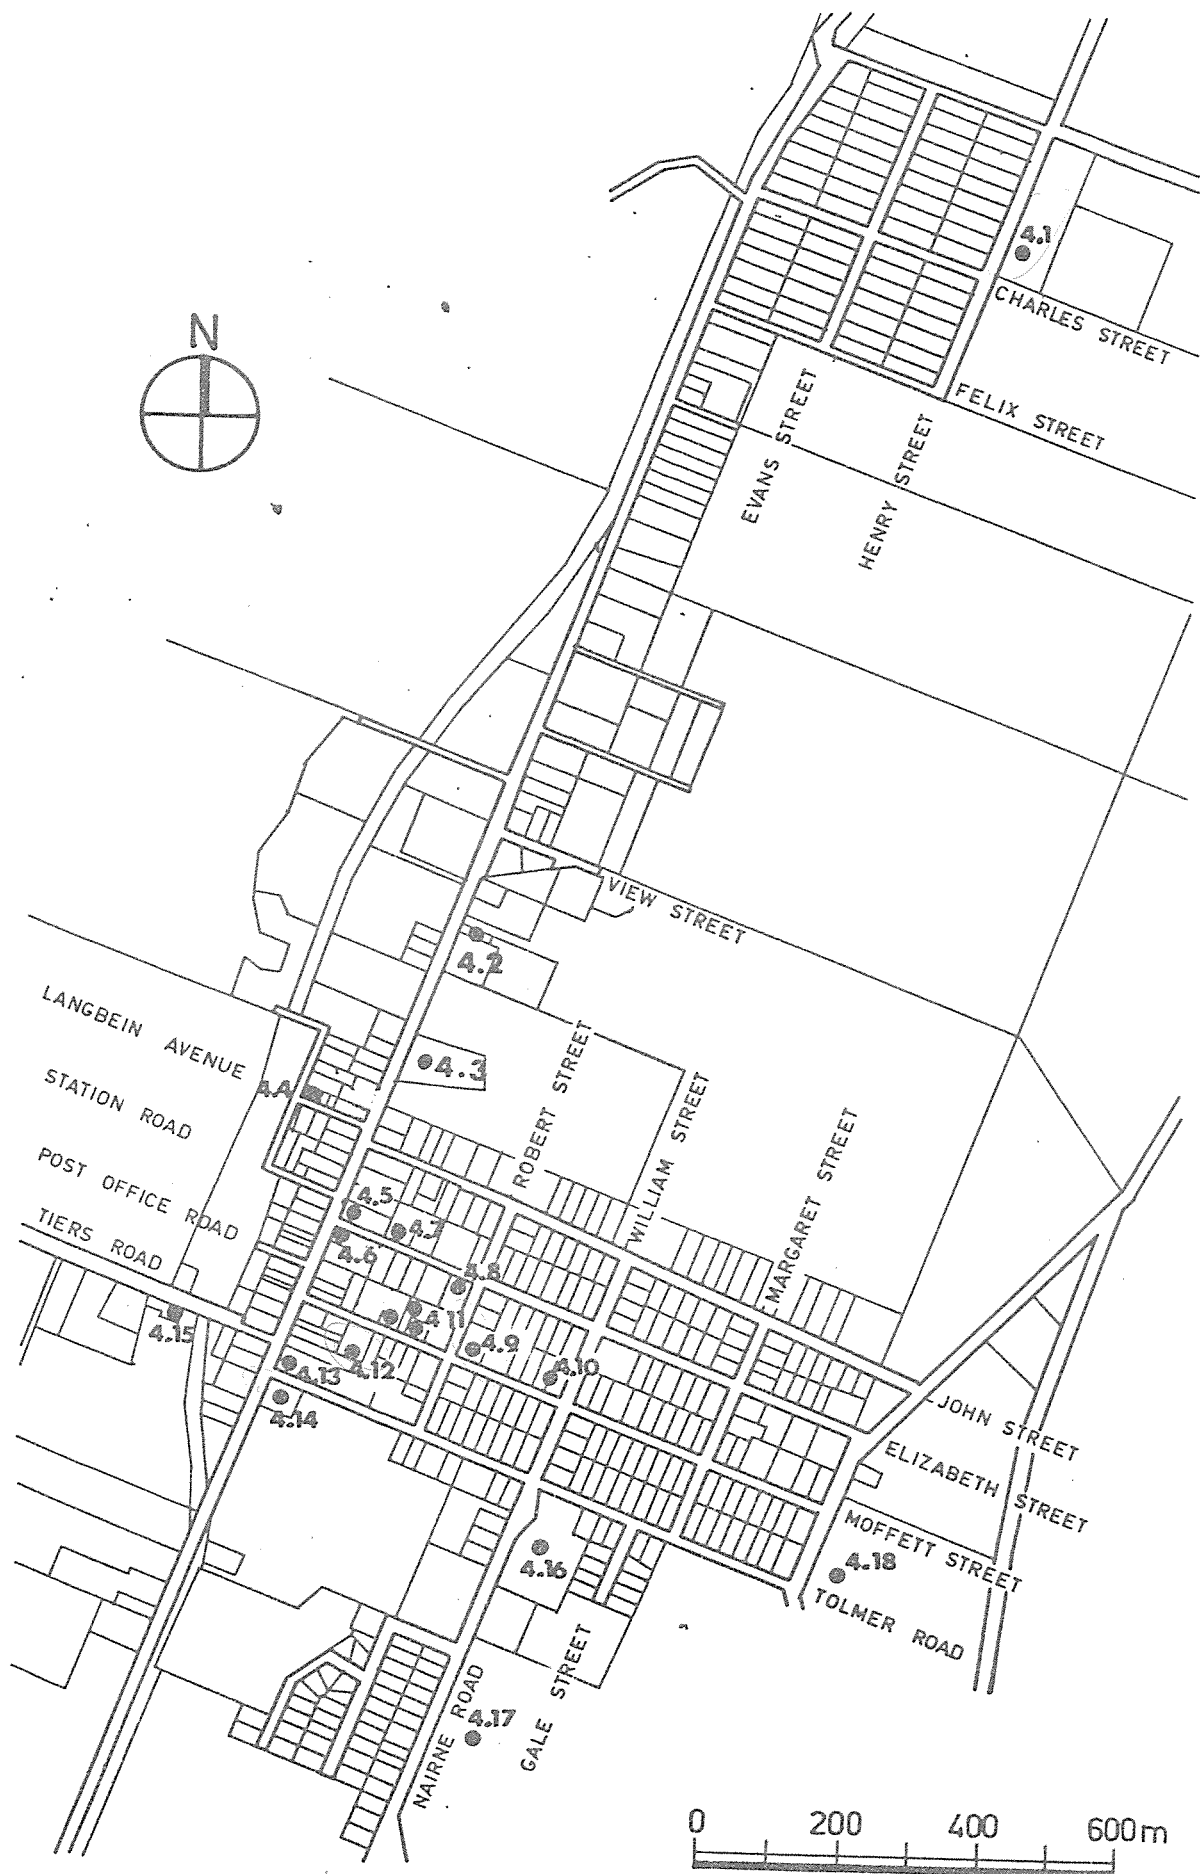 4.1
CHARLES STREET
N
FELIX STREET
EVANS STREET
HENRY STREET
VIEW STREET
4.2
LANGBEIN AVENUE
4.3
ROBERT STREET
STATION ROAD
4.4
WILLIAM STREET
MARGARET STREET
POST OFFICE ROAD
4.5
TIERS ROAD
4.7
4.6
4.8
4.11
4.15
4.9
4.12
4.13
4.10
4.14
JOHN STREET
ELIZABETH STREET
MOFFETT STREET
4.16
4.18
TOLMER ROAD
NAIRNE ROAD
GALE STREET
4.17
0 200 400 600m